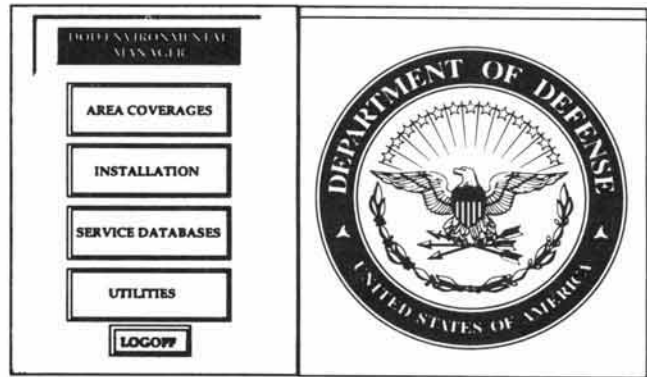 DOD ENVIRONMENTAL
MANAGER
AREA COVERAGES
INSTALLATION
SERVICE DATABASES
UTILITIES
LOGOFF
DEPARTMENT OF DEFENSE
UNITED STATES OF AMERICA